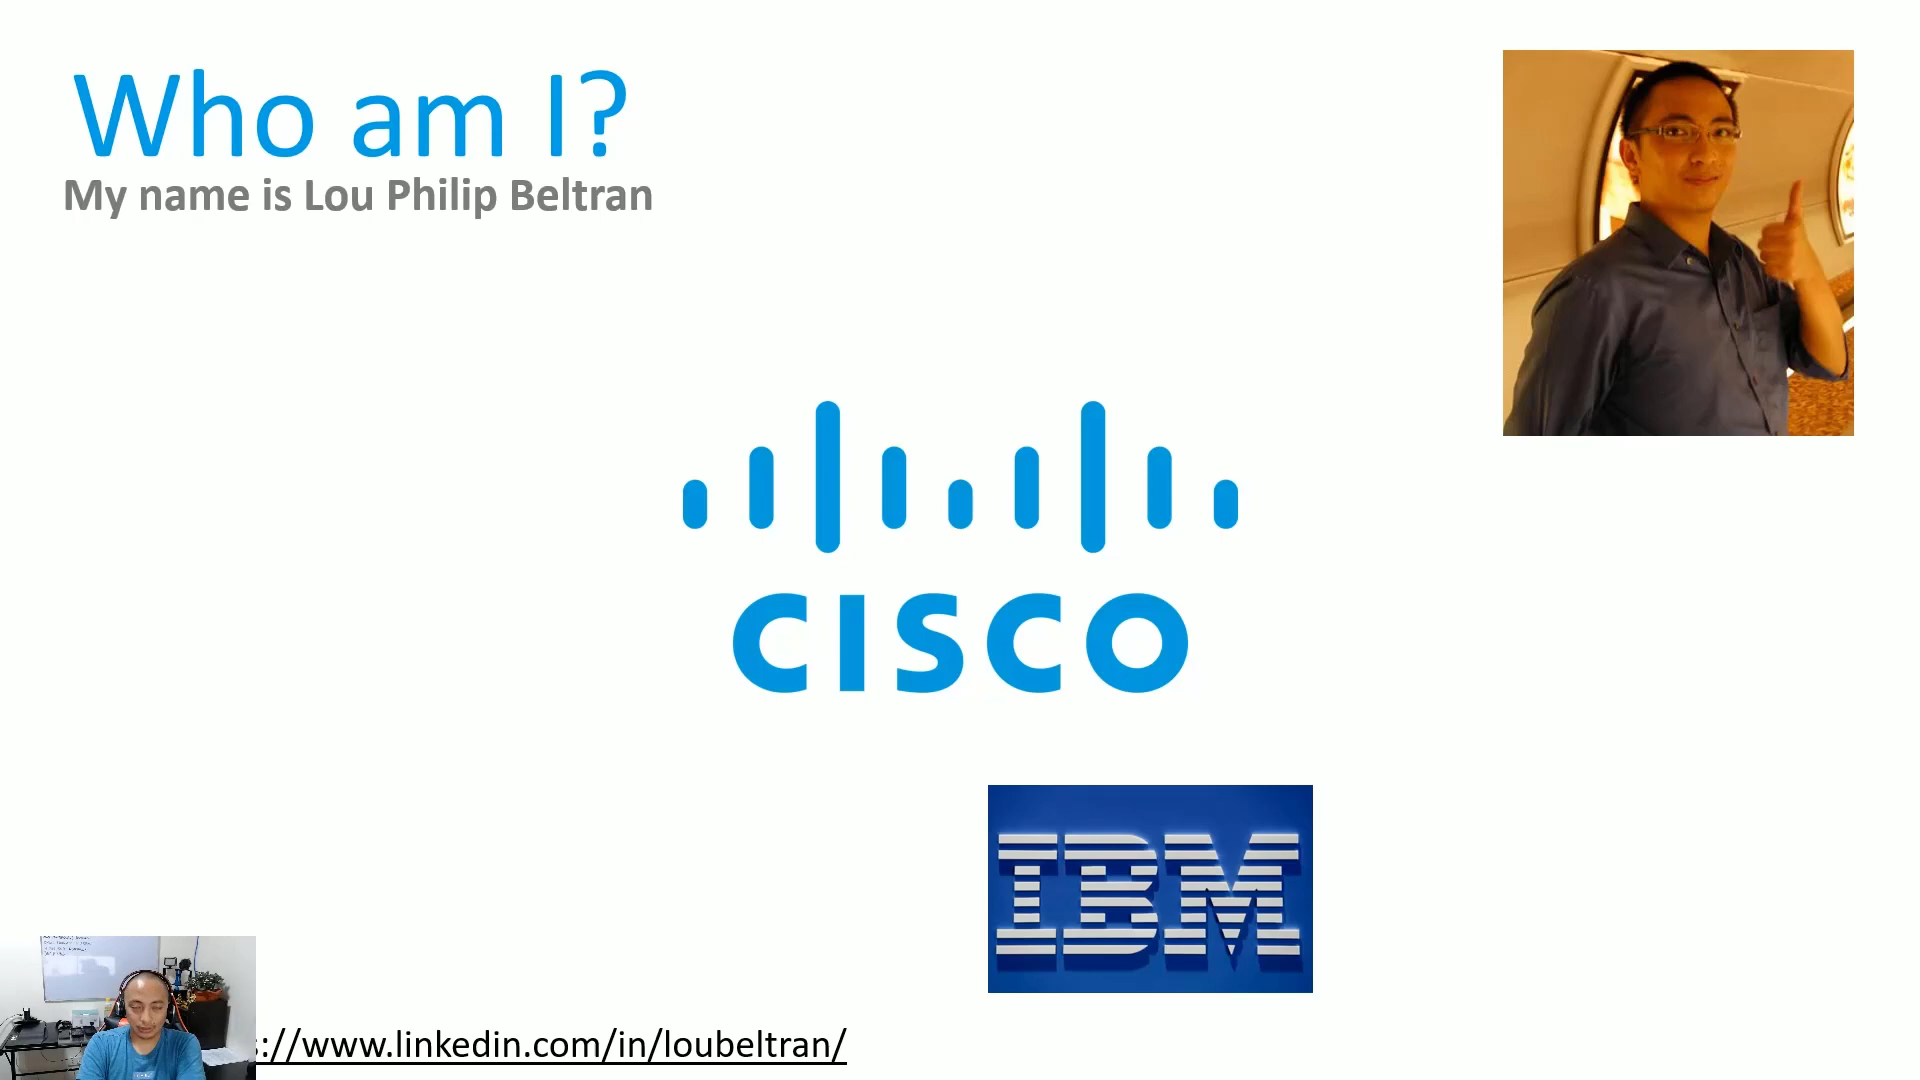 Who am I?
My name is Lou Philip Beltran
CISCO
IBM
://www.linkedin.com/in/loubeltran/